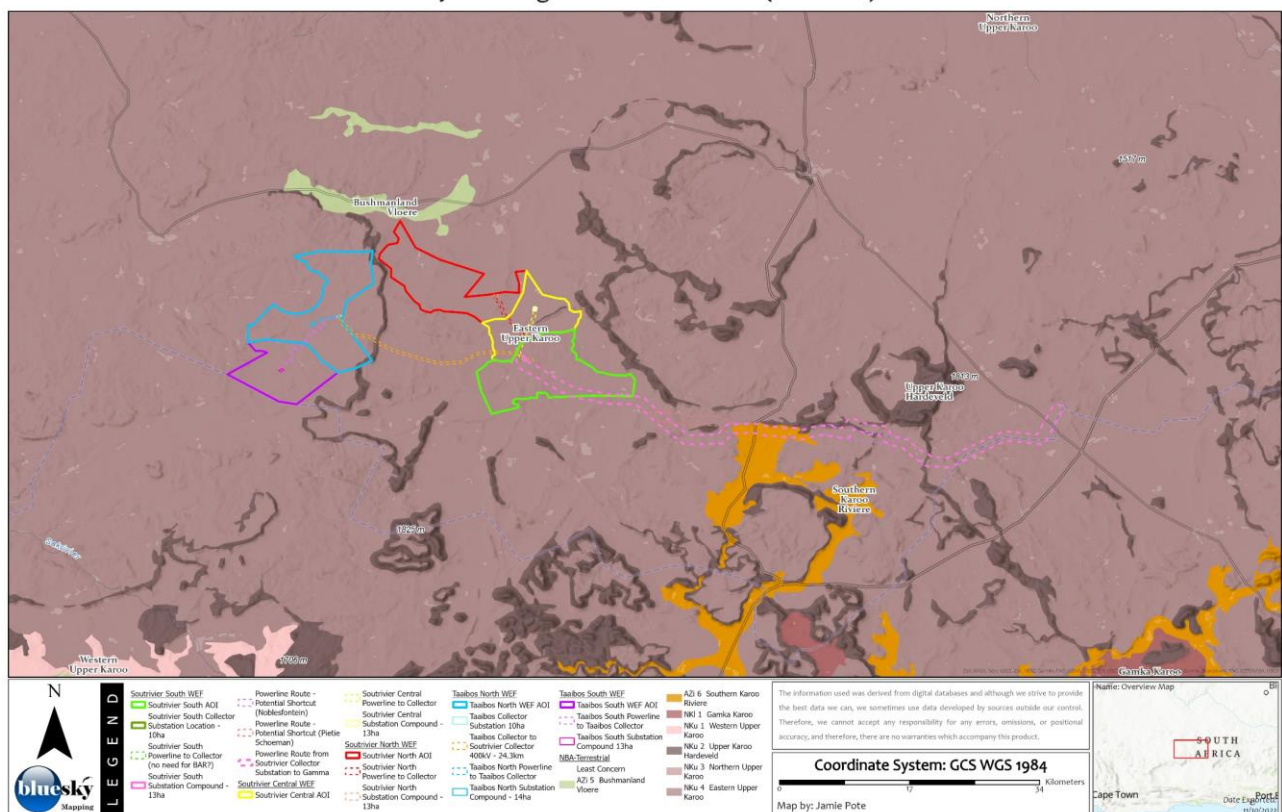 Northern
Upper Karoo
1517 m
Bushmanland
Vloere
Eastern
Upper Karoo
1813 m
Upper Karoo
Hardeveld
Southern
Karoo
Riviere
1825 m
Sakrivier
Western
Upper Karoo
1706 m
Gamka Karoo
N
bluesky
Mapping
LEGEND
Soutrivier South WEF
Soutrivier South AOI
Soutrivier South Collector
Substation Location -
10ha
Soutrivier South
Powerline to Collector
(no need for BAR?)
Soutrivier South
Substation Compound -
13ha
Powerline Route -
Potential Shortcut
(Noblesfontein)
Powerline Route -
Potential Shortcut (Pietie
Schoeman)
Powerline Route from
Soutrivier Collector
Substation to Gamma
Soutrivier Central WEF
Soutrivier Central AOI
Soutrivier Central
Powerline to Collector
Soutrivier Central
Substation Compound -
13ha
Soutrivier North WEF
Soutrivier North AOI
Soutrivier North
Powerline to Collector
Soutrivier North
Substation Compound -
13ha
Taaibos North WEF
Taaibos North WEF AOI
Taaibos Collector
Substation 10ha
Taaibos Collector to
Soutrivier Collector
400kV - 24.3km
Taaibos North Powerline
to Taaibos Collector
Taaibos North Substation
Compound - 14ha
Taaibos South WEF
Taaibos South WEF AOI
Taaibos South Powerline
to Taaibos Collector
Taaibos South Substation
Compound 13ha
NBA-Terrestrial
Least Concern
AZi 5 Bushmanland
Vloere
AZi 6 Southern Karoo
Riviere
NKl 1 Gamka Karoo
NKu 1 Western Upper
Karoo
NKu 2 Upper Karoo
Hardeveld
NKu 3 Northern Upper
Karoo
NKu 4 Eastern Upper
Karoo
The information used was derived from digital databases and although we strive to provide
the best data we can, we sometimes use data developed by sources outside our control.
Therefore, we cannot accept any responsibility for any errors, omissions, or positional
accuracy, and therefore, there are no warranties which accompany this product.
Coordinate System: GCS WGS 1984
Kilometers
0 17 34
Map by: Jamie Pote
Name: Overview Map
SOUTH
AFRICA
Cape Town
Port E
Date Exported